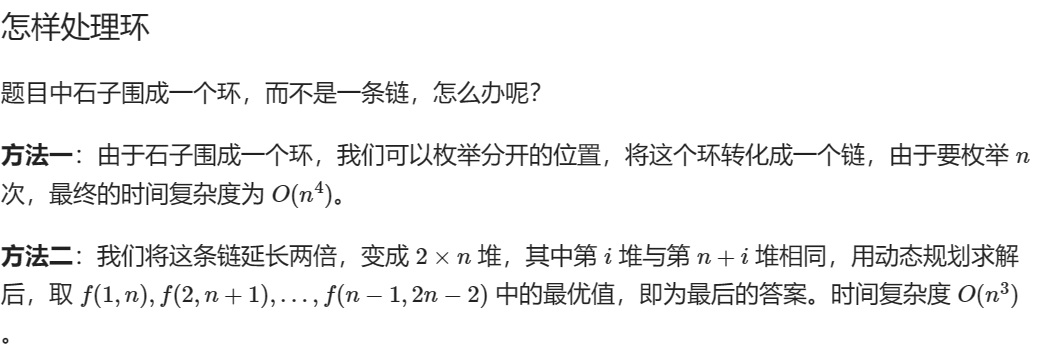 怎样处理环
题目中石子围成一个环，而不是一条链，怎么办呢？
方法一：由于石子围成一个环，我们可以枚举分开的位置，将这个环转化成一个链，由于要枚举 n
次，最终的时间复杂度为 O(n⁴)。
方法二：我们将这条链延长两倍，变成 2 × n 堆，其中第 i 堆与第 n + i 堆相同，用动态规划求解
后，取 f(1, n), f(2, n + 1), . . . , f(n − 1, 2n − 2) 中的最优值，即为最后的答案。时间复杂度 O(n³)
。